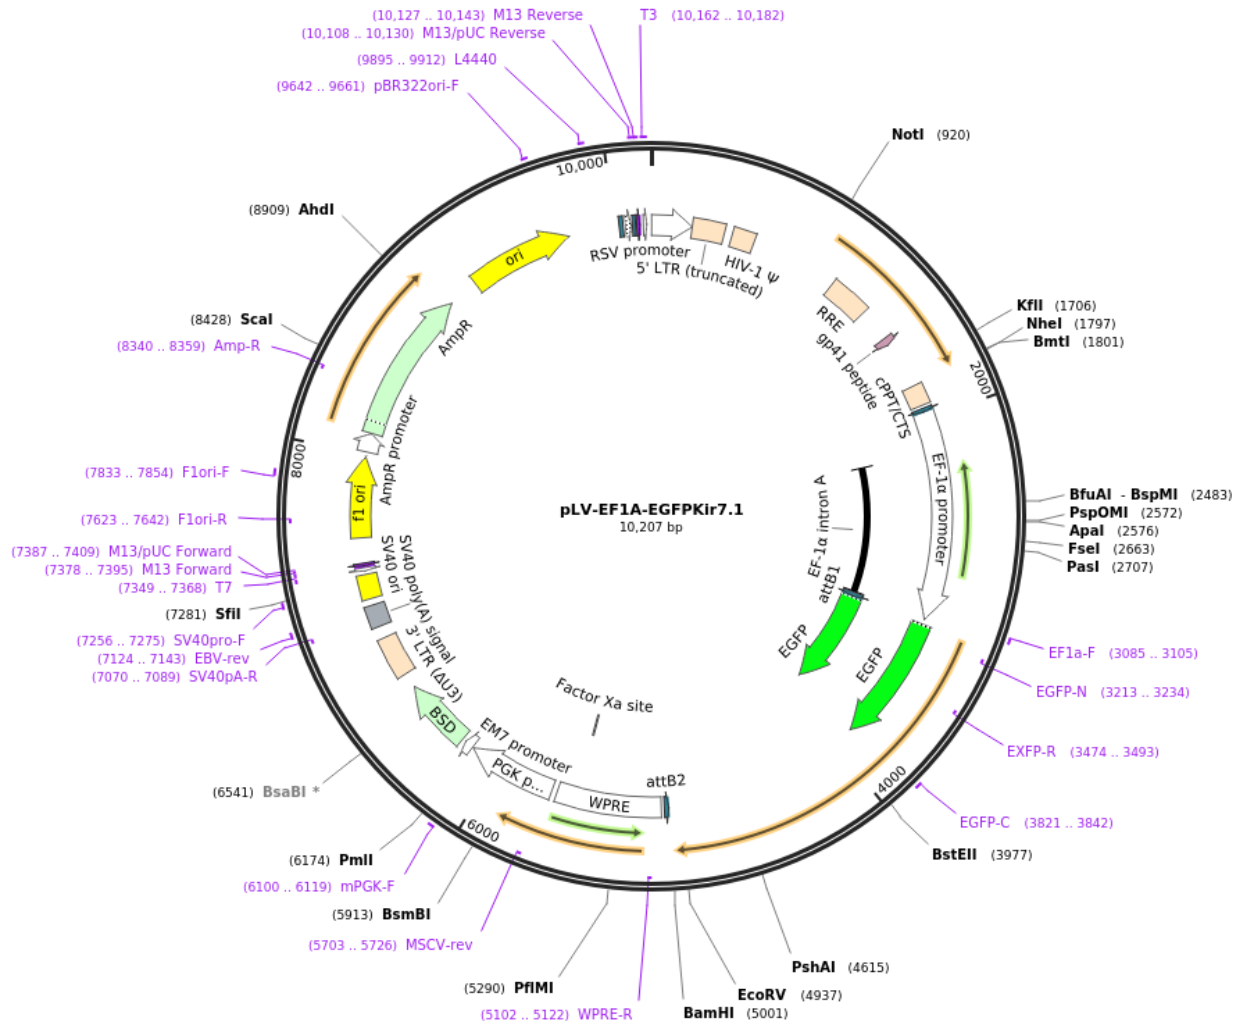 (10,127 .. 10,143) M13 Reverse
T3 (10,162 .. 10,182)
(10,108 .. 10,130) M13/pUC Reverse
(9895 .. 9912) L4440
(9642 .. 9661) pBR322ori-F
NotI (920)
10,000
(8909) AhdI
ori
RSV promoter
5' LTR (truncated)
HIV-1 Ψ
RRE
gp41 peptide
cPPT/CTS
KflI (1706)
NheI (1797)
BmtI (1801)
2000
(8428) ScaI
(8340 .. 8359) Amp-R
AmpR
AmpR promoter
8000
(7833 .. 7854) F1ori-F
f1 ori
(7623 .. 7642) F1ori-R
EF-1α promoter
EF-1α intron A
attB1
pLV-EF1A-EGFPKir7.1
10,207 bp
BfuAI - BspMI (2483)
PspOMI (2572)
ApaI (2576)
FseI (2663)
PasI (2707)
(7387 .. 7409) M13/pUC Forward
(7378 .. 7395) M13 Forward
(7349 .. 7368) T7
(7281) SfiI
(7256 .. 7275) SV40pro-F
(7124 .. 7143) EBV-rev
(7070 .. 7089) SV40pA-R
SV40 ori
SV40 poly(A) signal
3' LTR (ΔU3)
EGFP
EGFP
EF1a-F (3085 .. 3105)
EGFP-N (3213 .. 3234)
EXFP-R (3474 .. 3493)
Factor Xa site
BSD
EM7 promoter
PGK p...
WPRE
attB2
4000
EGFP-C (3821 .. 3842)
BstEII (3977)
(6541) BsaBI *
6000
(6174) PmlI
(6100 .. 6119) mPGK-F
(5913) BsmBI
(5703 .. 5726) MSCV-rev
(5290) PflMI
(5102 .. 5122) WPRE-R
PshAI (4615)
EcoRV (4937)
BamHI (5001)